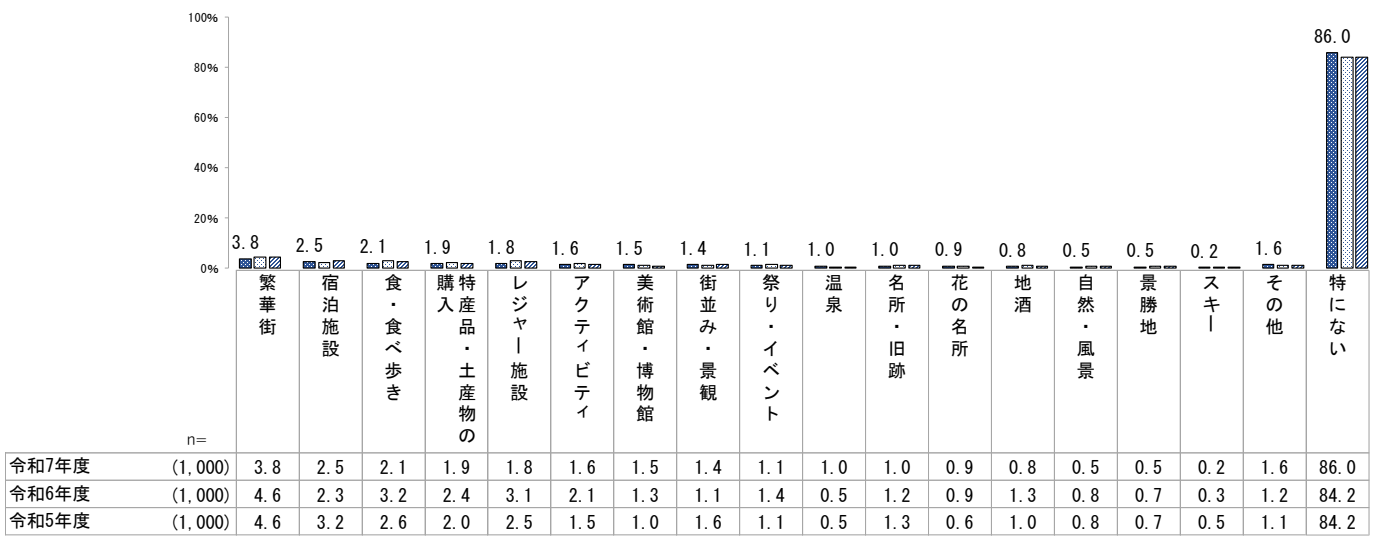 100%
80%
60%
40%
20%
0%
3.8 2.5 2.1 1.9 1.8 1.6 1.5 1.4 1.1 1.0 1.0 0.9 0.8 0.5 0.5 0.2 1.6 86.0
繁華街
宿泊施設
食・食べ歩き
特産品・土産物の
購入
レジャー施設
アクティビティ
美術館・博物館
街並み・景観
祭り・イベント
温泉
名所・旧跡
花の名所
地酒
自然・風景
景勝地
スキー
その他
特にない
n=
令和7年度 (1,000) 3.8 2.5 2.1 1.9 1.8 1.6 1.5 1.4 1.1 1.0 1.0 0.9 0.8 0.5 0.5 0.2 1.6 86.0
令和6年度 (1,000) 4.6 2.3 3.2 2.4 3.1 2.1 1.3 1.1 1.4 0.5 1.2 0.9 1.3 0.8 0.7 0.3 1.2 84.2
令和5年度 (1,000) 4.6 3.2 2.6 2.0 2.5 1.5 1.0 1.6 1.1 0.5 1.3 0.6 1.0 0.8 0.7 0.5 1.1 84.2